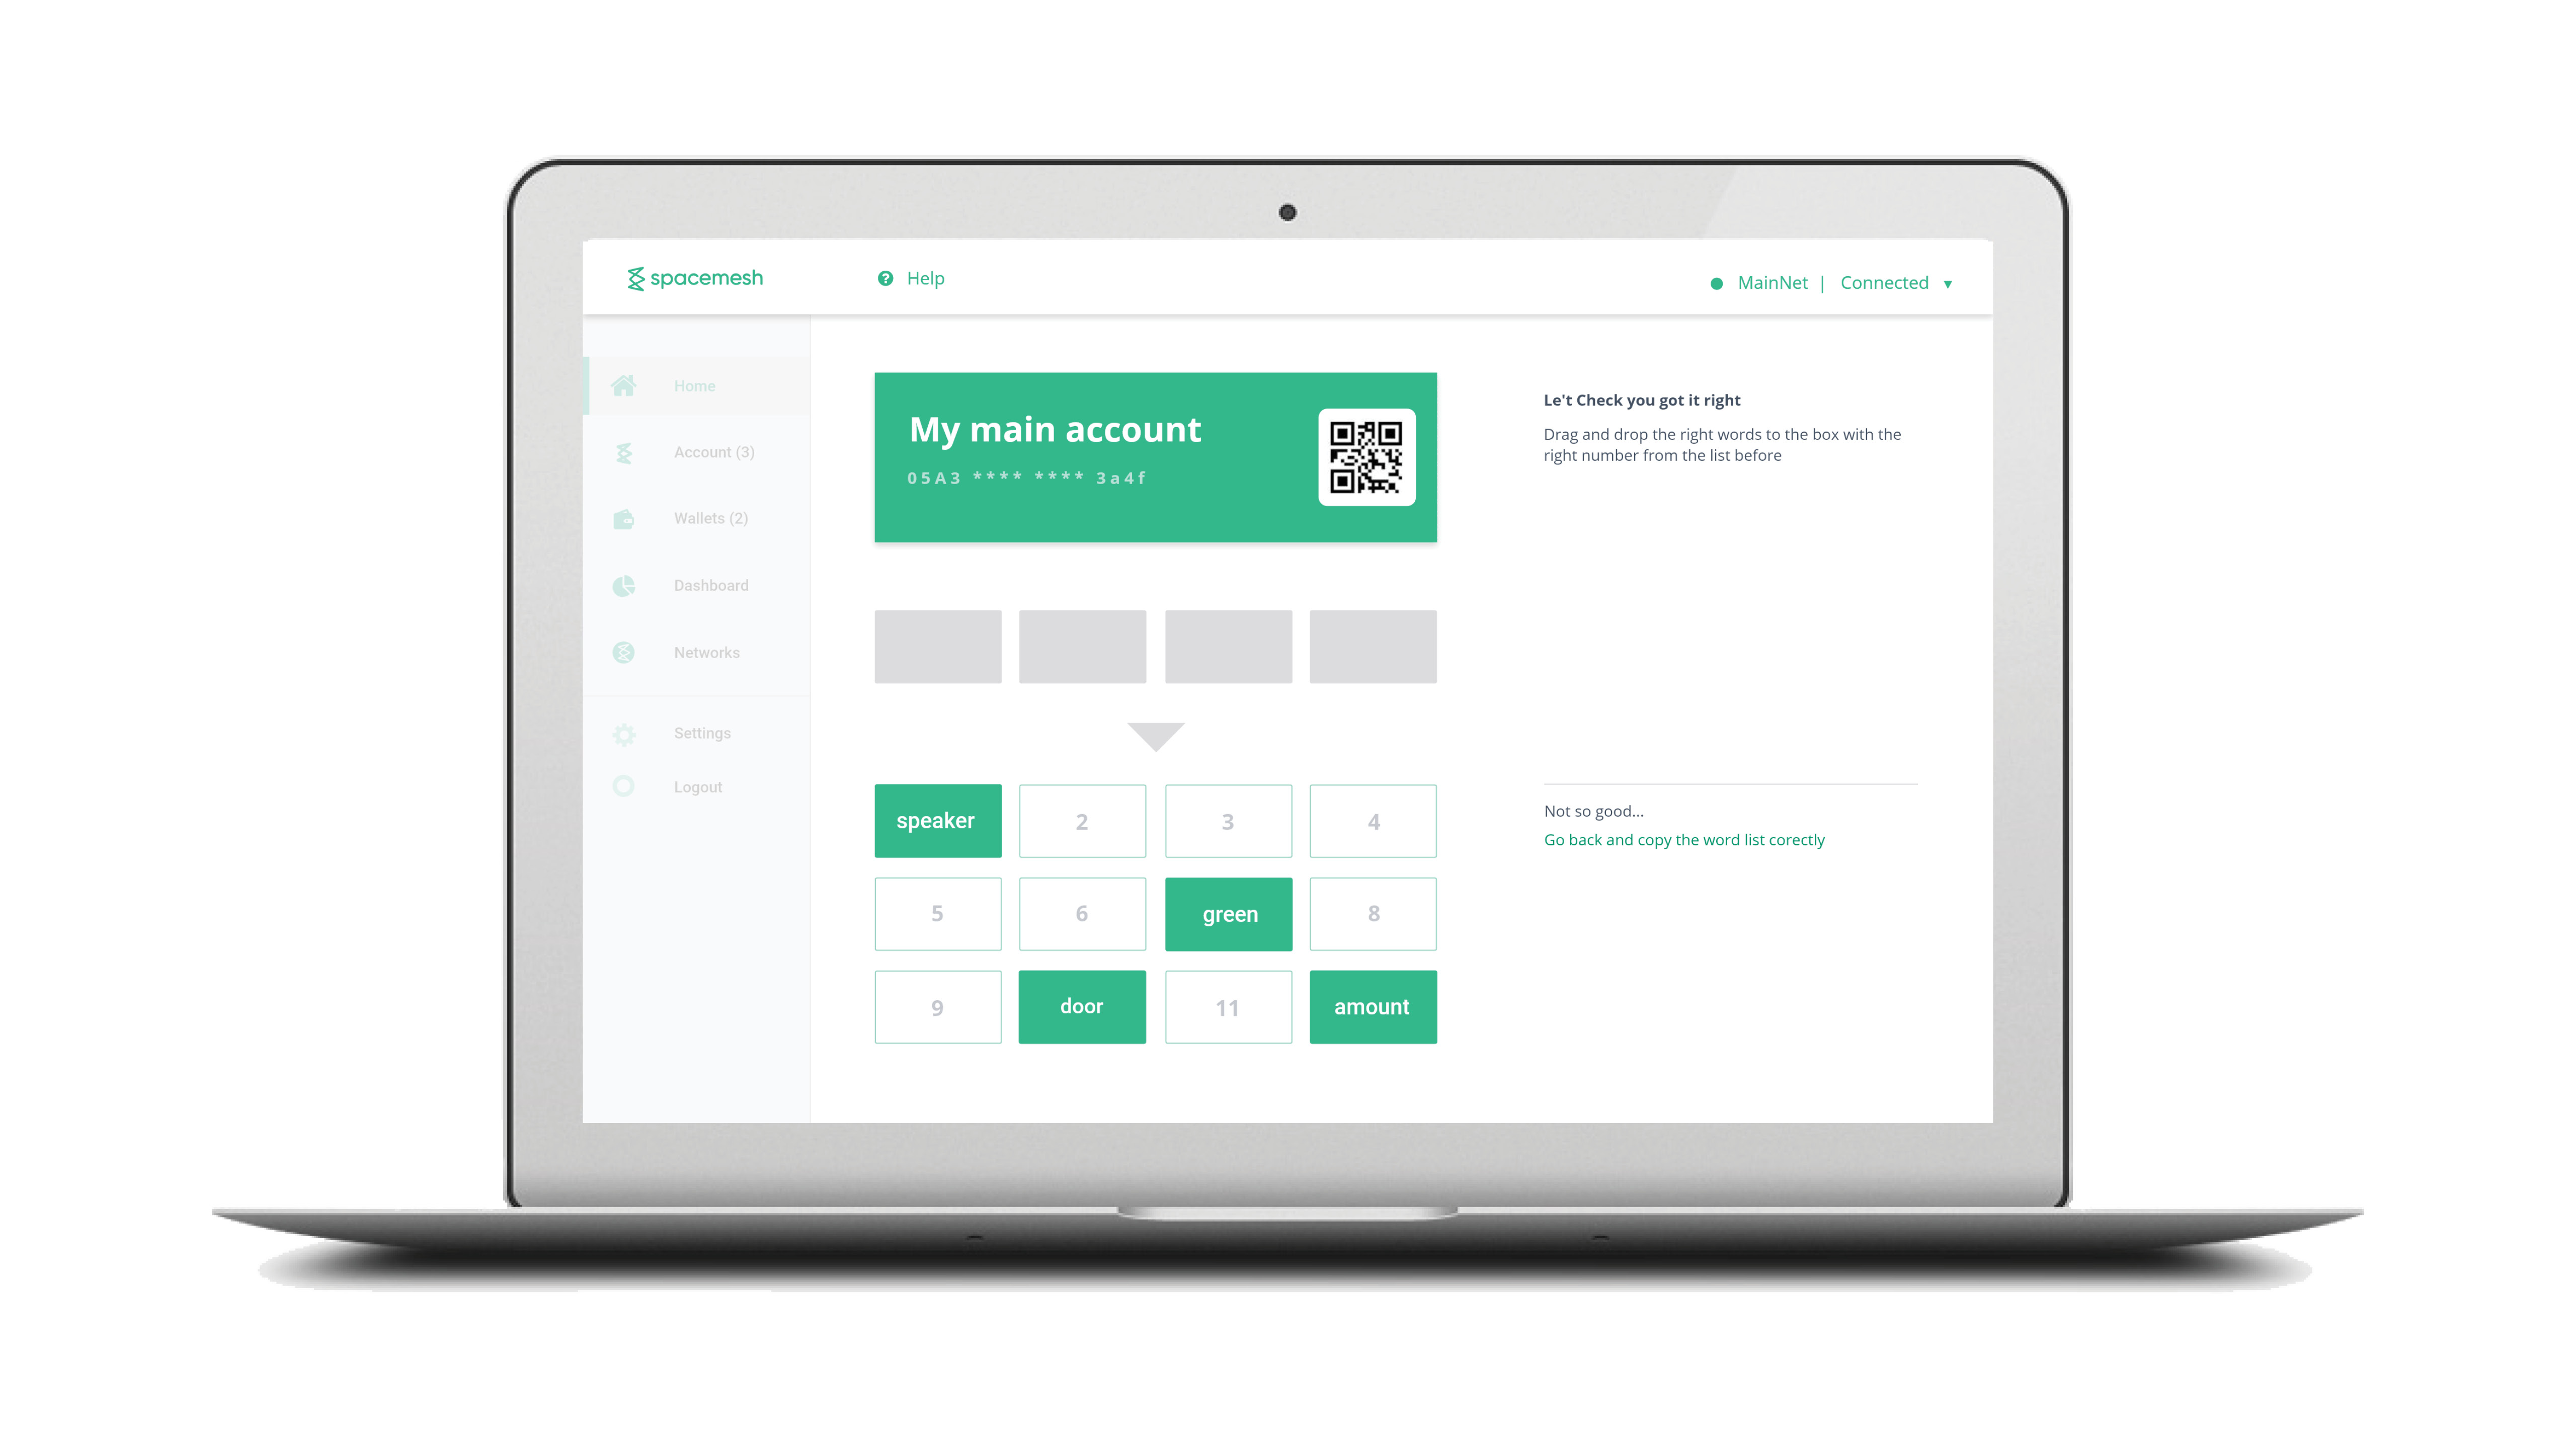 spacemesh
Help
MainNet | Connected ▾
Home
Account (3)
Wallets (2)
Dashboard
Networks
Settings
Logout
My main account
05A3 **** **** 3a4f
speaker 2 3 4
5 6 green 8
9 door 11 amount
Le't Check you got it right
Drag and drop the right words to the box with the
right number from the list before
Not so good...
Go back and copy the word list corectly